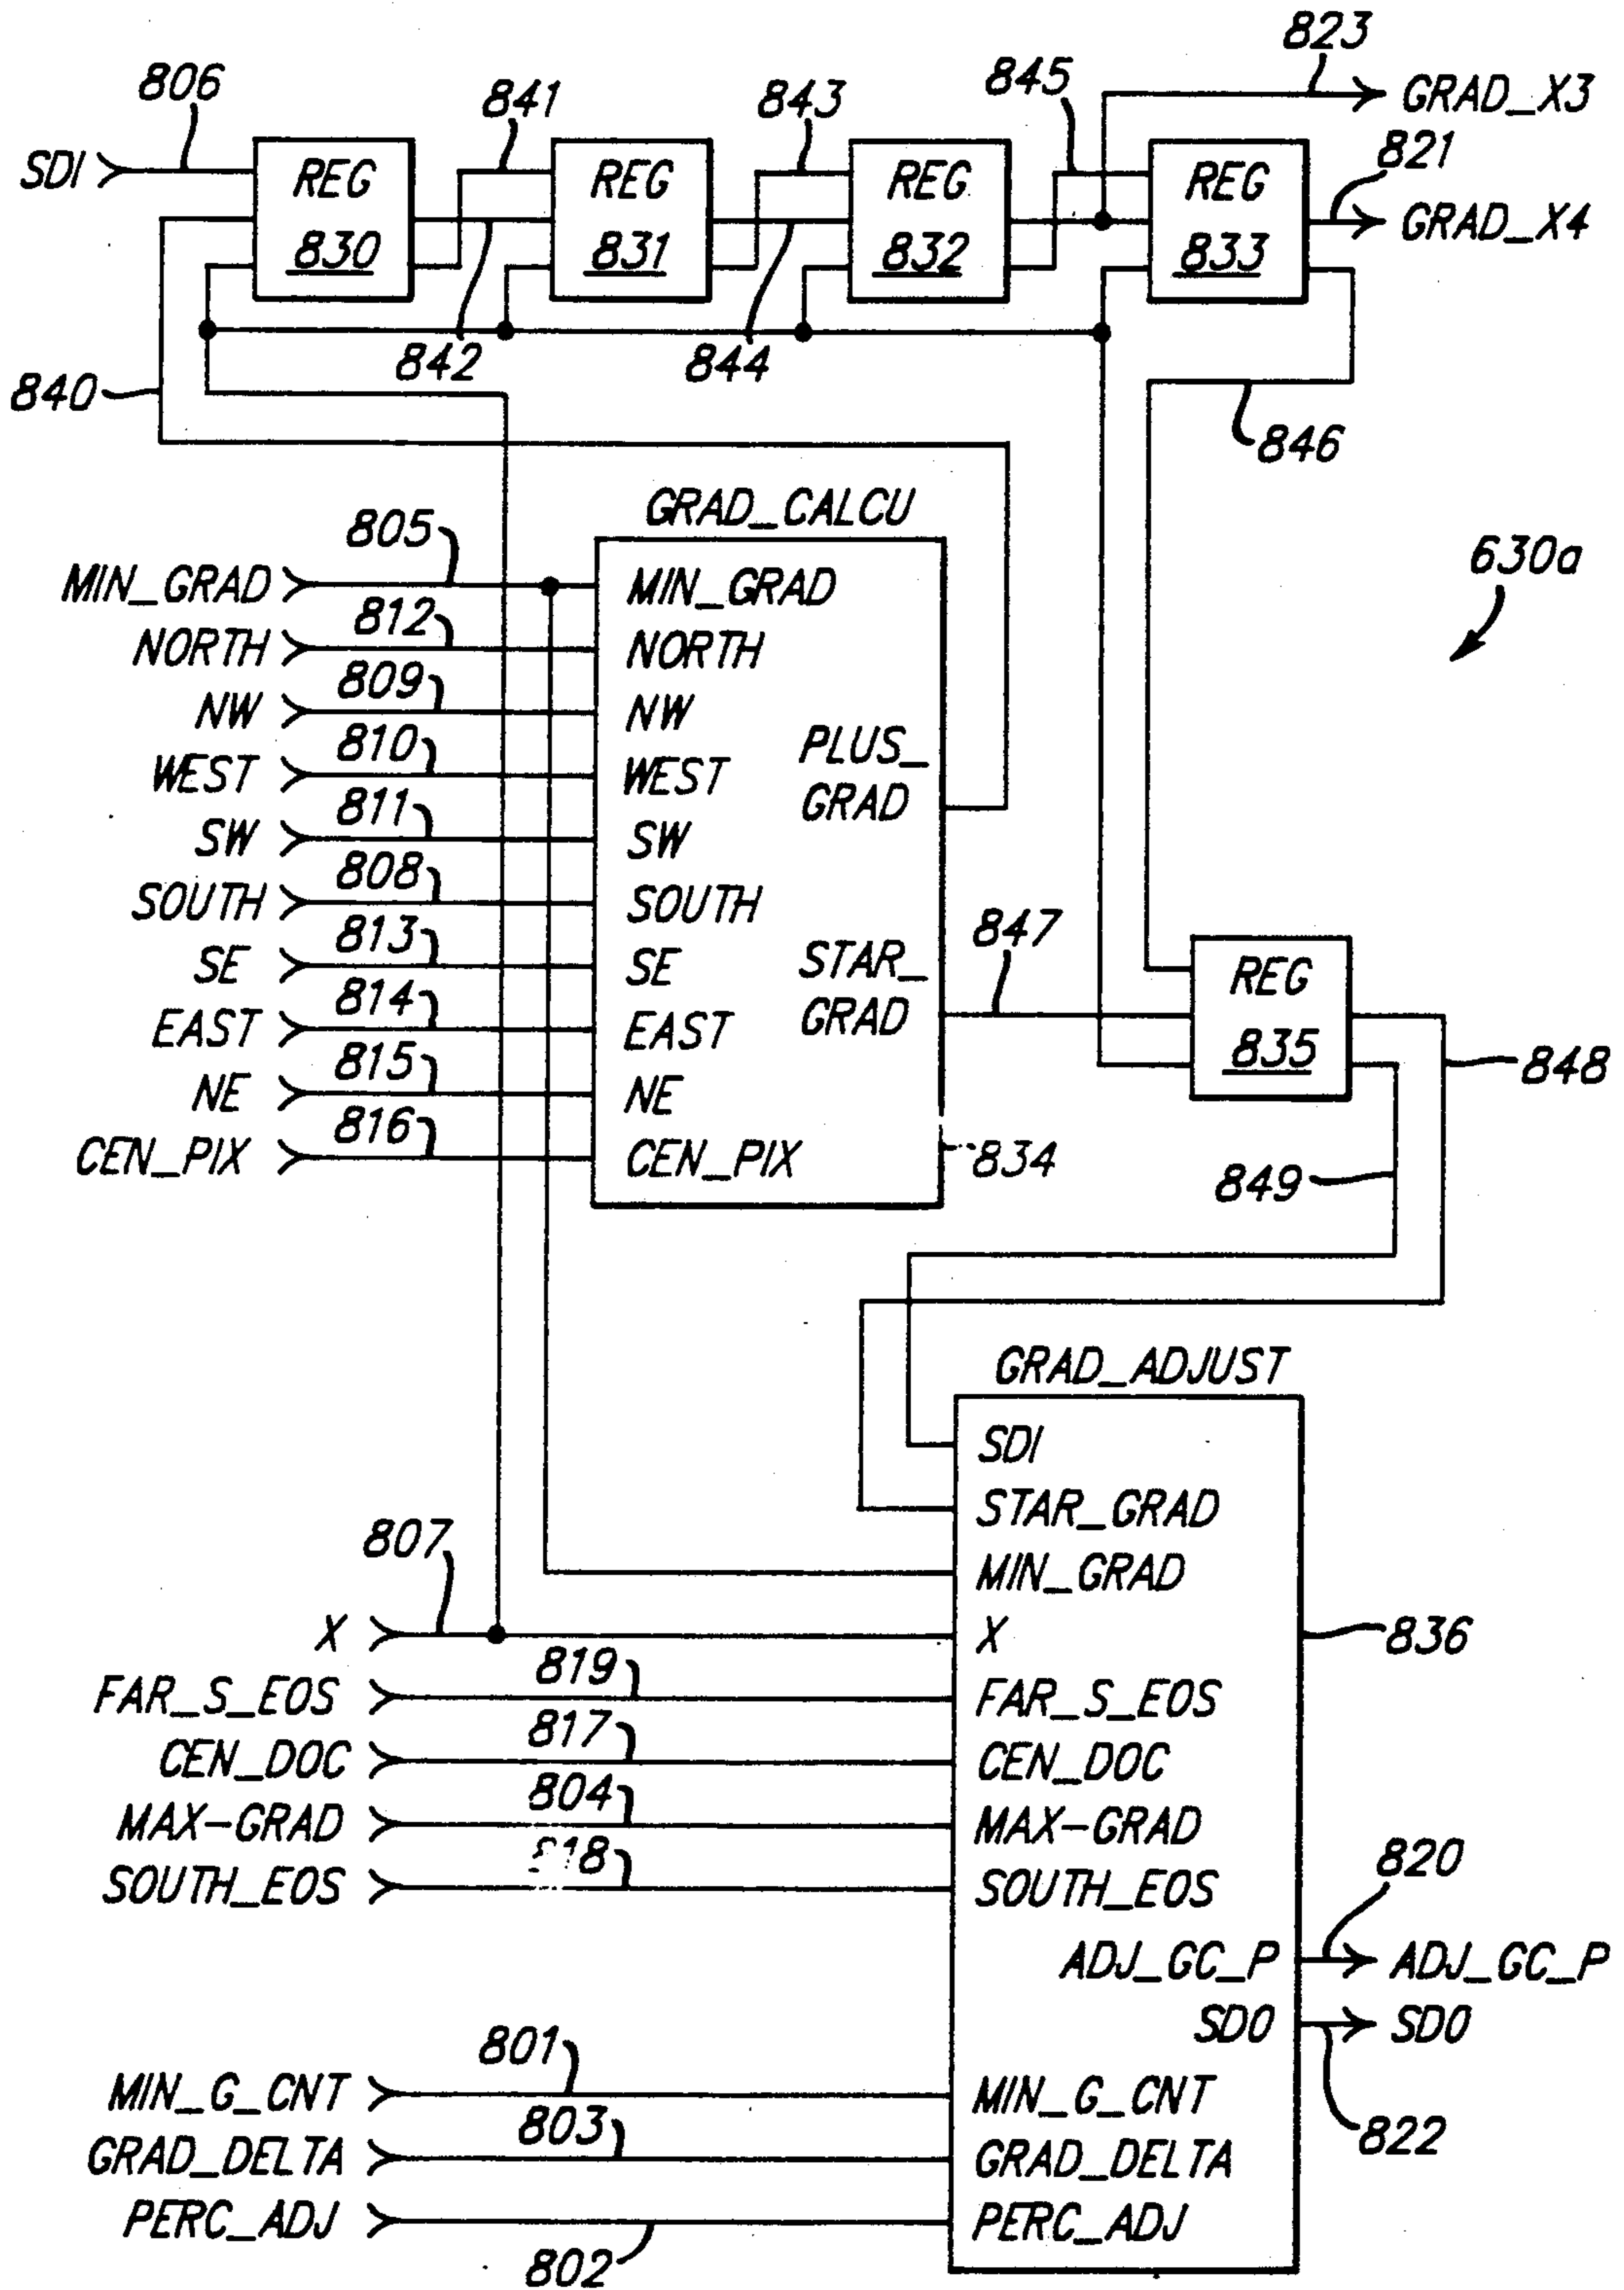 823
806
841
843
845
GRAD_X3
SDI
REG
830
REG
831
REG
832
REG
833
821
GRAD_X4
842
844
840
846
GRAD_CALCU
630a
MIN_GRAD
805
MIN_GRAD
NORTH
812
NORTH
NW
809
NW
WEST
810
WEST
PLUS_
GRAD
SW
811
SW
SOUTH
808
SOUTH
SE
813
SE
STAR_
GRAD
847
REG
835
EAST
814
EAST
NE
815
NE
848
CEN_PIX
816
CEN_PIX
834
849
GRAD_ADJUST
SDI
STAR_GRAD
MIN_GRAD
807
X
X
836
FAR_S_EOS
819
FAR_S_EOS
CEN_DOC
817
CEN_DOC
MAX-GRAD
804
MAX-GRAD
SOUTH_EOS
818
SOUTH_EOS
820
ADJ_GC_P
ADJ_GC_P
SDO
SDO
822
MIN_G_CNT
801
MIN_G_CNT
GRAD_DELTA
803
GRAD_DELTA
PERC_ADJ
802
PERC_ADJ